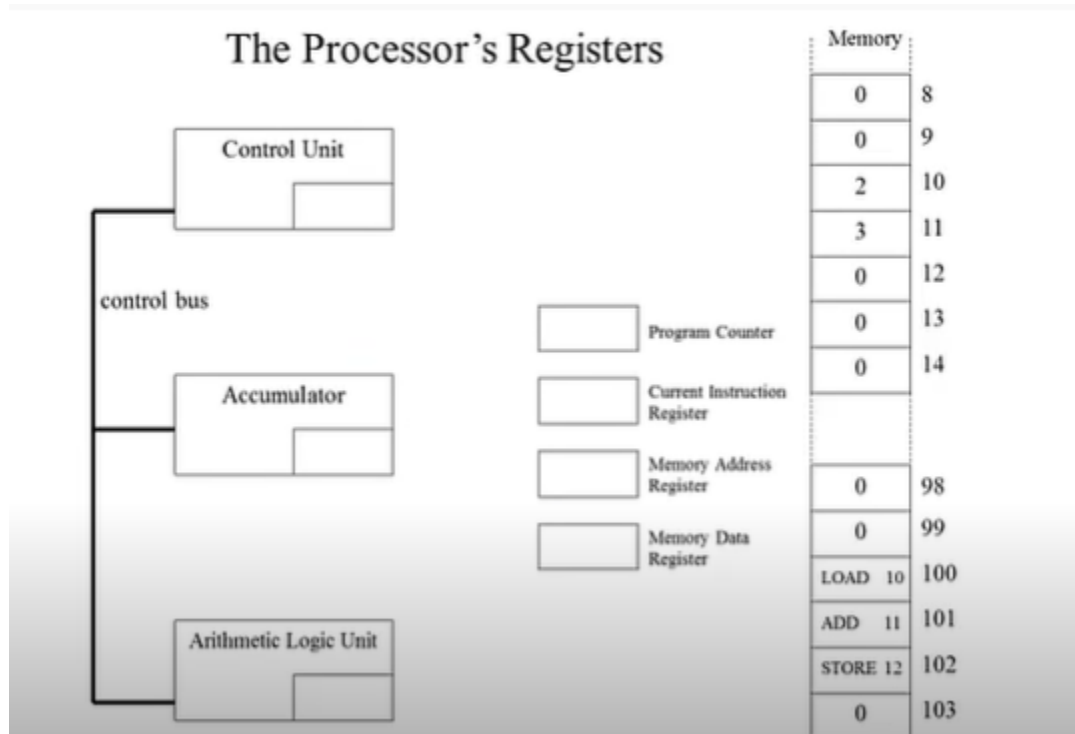 The Processor's Registers
Memory
0 8
0 9
2 10
3 11
0 12
0 13
0 14
0 98
0 99
LOAD 10 100
ADD 11 101
STORE 12 102
0 103
Control Unit
control bus
Accumulator
Arithmetic Logic Unit
Program Counter
Current Instruction
Register
Memory Address
Register
Memory Data
Register